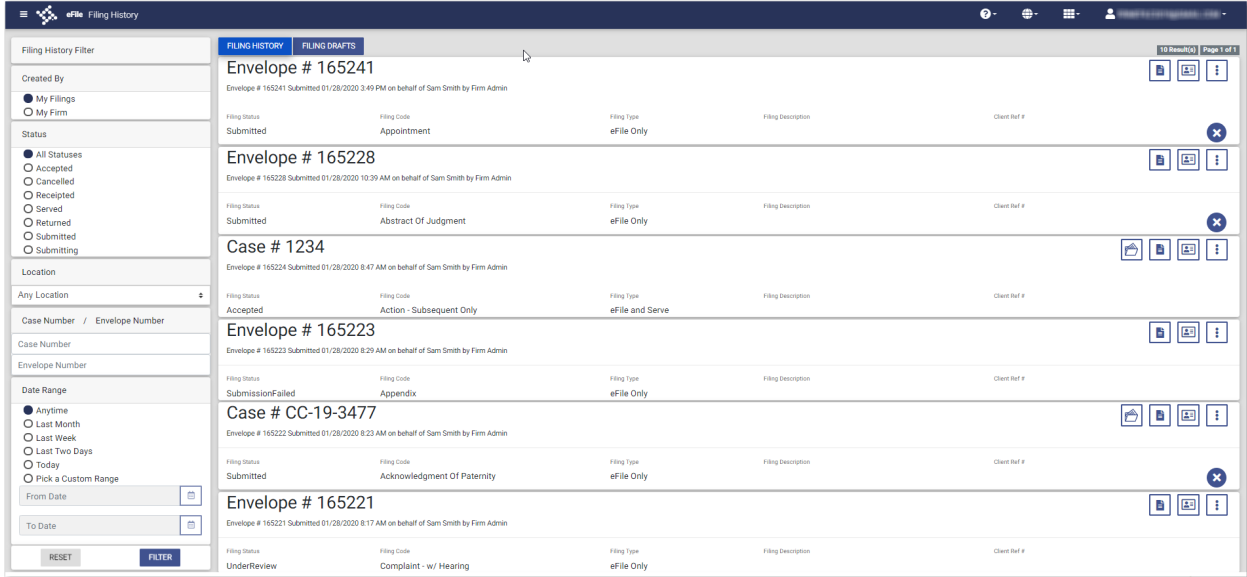 eFile Filing History
Filing History Filter
Created By
My Filings
My Firm
Status
All Statuses
Accepted
Cancelled
Receipted
Served
Returned
Submitted
Submitting
Location
Any Location
Case Number / Envelope Number
Case Number
Envelope Number
Date Range
Anytime
Last Month
Last Week
Last Two Days
Today
Pick a Custom Range
From Date
To Date
RESET FILTER
FILING HISTORY FILING DRAFTS
10 Result(s) Page 1 of 1
Envelope # 165241
Envelope # 165241 Submitted 01/28/2020 3:49 PM on behalf of Sam Smith by Firm Admin
Filing Status Filing Code Filing Type Filing Description Client Ref #
Submitted Appointment eFile Only
Envelope # 165228
Envelope # 165228 Submitted 01/28/2020 10:39 AM on behalf of Sam Smith by Firm Admin
Filing Status Filing Code Filing Type Filing Description Client Ref #
Submitted Abstract Of Judgment eFile Only
Case # 1234
Envelope # 165224 Submitted 01/28/2020 8:47 AM on behalf of Sam Smith by Firm Admin
Filing Status Filing Code Filing Type Filing Description Client Ref #
Accepted Action - Subsequent Only eFile and Serve
Envelope # 165223
Envelope # 165223 Submitted 01/28/2020 8:29 AM on behalf of Sam Smith by Firm Admin
Filing Status Filing Code Filing Type Filing Description Client Ref #
SubmissionFailed Appendix eFile Only
Case # CC-19-3477
Envelope # 165222 Submitted 01/28/2020 8:23 AM on behalf of Sam Smith by Firm Admin
Filing Status Filing Code Filing Type Filing Description Client Ref #
Submitted Acknowledgment Of Paternity eFile Only
Envelope # 165221
Envelope # 165221 Submitted 01/28/2020 8:17 AM on behalf of Sam Smith by Firm Admin
Filing Status Filing Code Filing Type Filing Description Client Ref #
UnderReview Complaint - w/ Hearing eFile Only